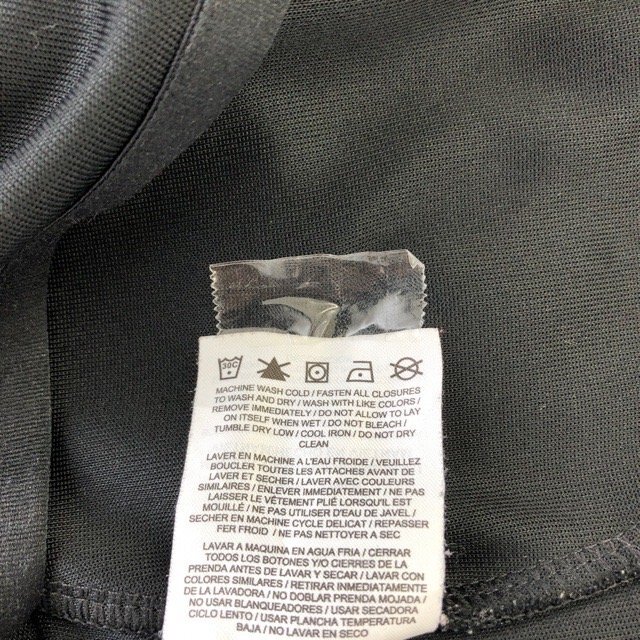 30C
MACHINE WASH COLD / FASTEN ALL CLOSURES
TO WASH AND DRY / WASH WITH LIKE COLORS /
REMOVE IMMEDIATELY / DO NOT ALLOW TO LAY
ON ITSELF WHEN WET / DO NOT BLEACH /
TUMBLE DRY LOW / COOL IRON / DO NOT DRY
CLEAN
LAVER EN MACHINE A L'EAU FROIDE / VEUILLEZ
BOUCLER TOUTES LES ATTACHES AVANT DE
LAVER ET SECHER / LAVER AVEC COULEURS
SIMILAIRES / ENLEVER IMMÉDIATEMENT / NE PAS
LAISSER LE VÊTEMENT PLIÉ LORSQU'IL EST
MOUILLÉ / NE PAS UTILISER D'EAU DE JAVEL /
SECHER EN MACHINE CYCLE DELICAT / REPASSER
FER FROID / NE PAS NETTOYER A SEC
LAVAR A MAQUINA EN AGUA FRIA / CERRAR
TODOS LOS BOTONES Y/O CIERRES DE LA
PRENDA ANTES DE LAVAR Y SECAR / LAVAR CON
COLORES SIMILARES / RETIRAR INMEDIATAMENTE
DE LA LAVADORA / NO DOBLAR PRENDA MOJADA /
NO USAR BLANQUEADORES / USAR SECADORA
CICLO LENTO / USAR PLANCHA TEMPERATURA
BAJA / NO LAVAR EN SECO